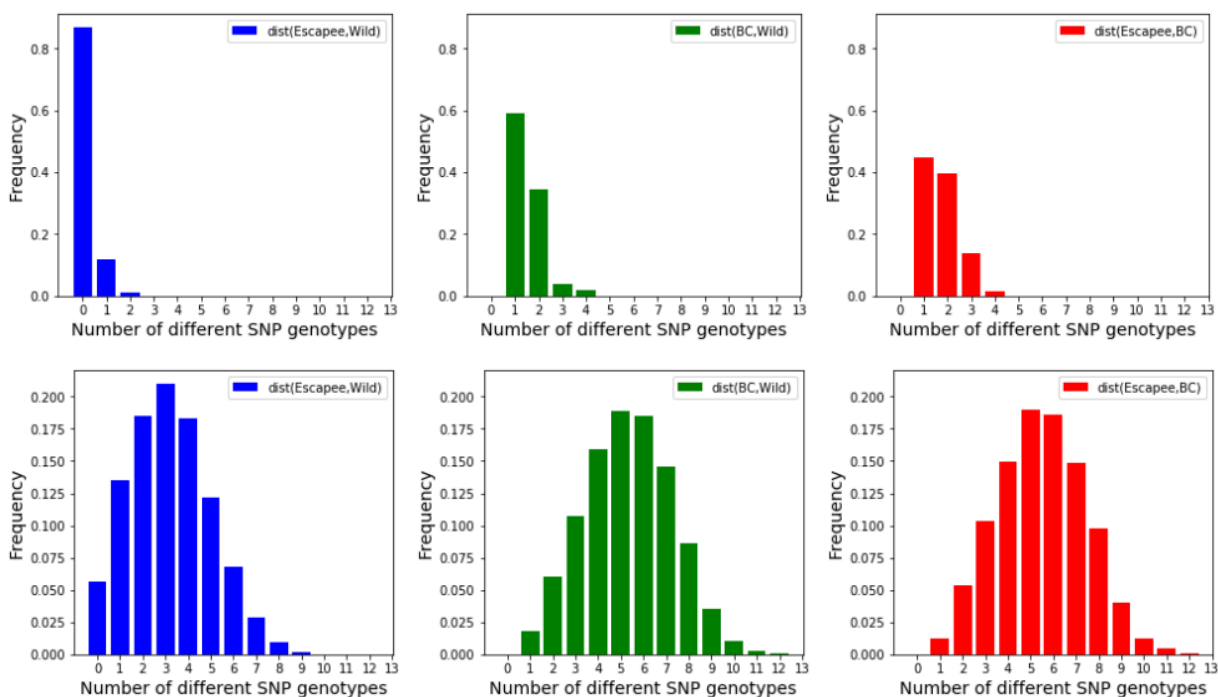 dist(Escapee,Wild)
Frequency
0.8
0.6
0.4
0.2
0.0
0 1 2 3 4 5 6 7 8 9 10 11 12 13
Number of different SNP genotypes
dist(BC,Wild)
Frequency
0.8
0.6
0.4
0.2
0.0
0 1 2 3 4 5 6 7 8 9 10 11 12 13
Number of different SNP genotypes
dist(Escapee,BC)
Frequency
0.8
0.6
0.4
0.2
0.0
0 1 2 3 4 5 6 7 8 9 10 11 12 13
Number of different SNP genotypes
dist(Escapee,Wild)
Frequency
0.200
0.175
0.150
0.125
0.100
0.075
0.050
0.025
0.000
0 1 2 3 4 5 6 7 8 9 10 11 12 13
Number of different SNP genotypes
dist(BC,Wild)
Frequency
0.200
0.175
0.150
0.125
0.100
0.075
0.050
0.025
0.000
0 1 2 3 4 5 6 7 8 9 10 11 12 13
Number of different SNP genotypes
dist(Escapee,BC)
Frequency
0.200
0.175
0.150
0.125
0.100
0.075
0.050
0.025
0.000
0 1 2 3 4 5 6 7 8 9 10 11 12 13
Number of different SNP genotypes